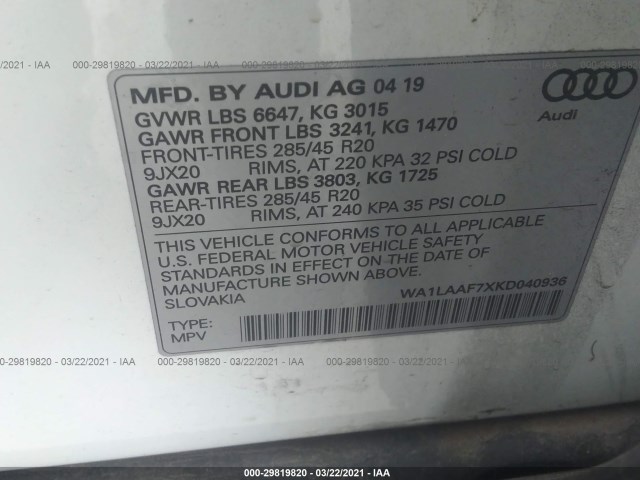 000-29819820 - 03/22/2021 - IAA
/2021 - IAA 000-29819820 - 03/22/2021 - IAA 000-29819820 - 03/22/2
MFD. BY AUDI AG 04 19
Audi
GVWR LBS 6647, KG 3015
GAWR FRONT LBS 3241, KG 1470
FRONT-TIRES 285/45 R20
9JX20 RIMS, AT 220 KPA 32 PSI COLD
GAWR REAR LBS 3803, KG 1725
REAR-TIRES 285/45 R20
9JX20 RIMS, AT 240 KPA 35 PSI COLD
THIS VEHICLE CONFORMS TO ALL APPLICABLE
U.S. FEDERAL MOTOR VEHICLE SAFETY
STANDARDS IN EFFECT ON THE DATE OF
MANUFACTURE SHOWN ABOVE.
SLOVAKIA
WA1LAAF7XKD040936
TYPE:
MPV
/2021 - IAA 000-29819820 - 03/22/2021 - IAA 000-29819820 - 03/22/2
000-29819820 - 03/22/2021 - IAA